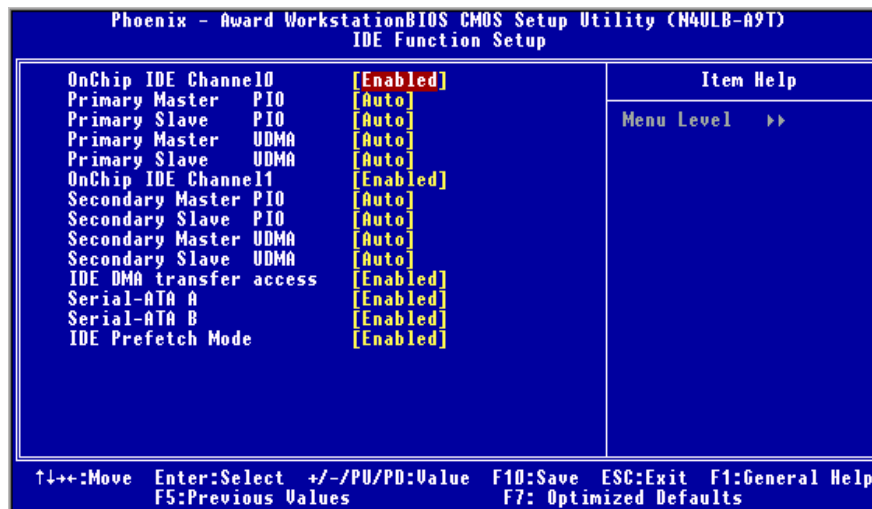 Phoenix - Award WorkstationBIOS CMOS Setup Utility (N4ULB-A9T)
IDE Function Setup
OnChip IDE Channel0 [Enabled]
Primary Master PIO [Auto]
Primary Slave PIO [Auto]
Primary Master UDMA [Auto]
Primary Slave UDMA [Auto]
OnChip IDE Channel1 [Enabled]
Secondary Master PIO [Auto]
Secondary Slave PIO [Auto]
Secondary Master UDMA [Auto]
Secondary Slave UDMA [Auto]
IDE DMA transfer access [Enabled]
Serial-ATA A [Enabled]
Serial-ATA B [Enabled]
IDE Prefetch Mode [Enabled]
Item Help
Menu Level ▸▸
↑↓→←:Move Enter:Select +/-/PU/PD:Value F10:Save ESC:Exit F1:General Help
F5:Previous Values F7: Optimized Defaults